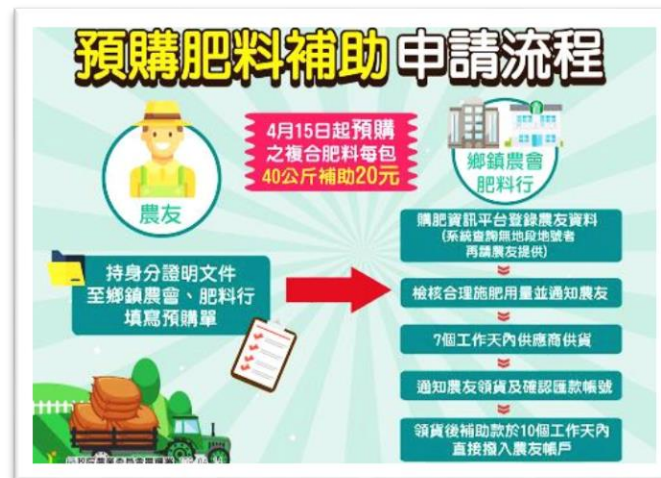 預購肥料補助申請流程
4月15日起預購
之複合肥料每包
40公斤補助20元
農友
鄉鎮農會
肥料行
持身分證明文件
至鄉鎮農會、肥料行
填寫預購單
購肥資訊平台登錄農友資料
(系統查詢無地段地號者
再請農友提供)
檢核合理施肥用量並通知農友
7個工作天內供應商供貨
通知農友領貨及確認匯款帳號
領貨後補助款於10個工作天內
直接撥入農友帳戶